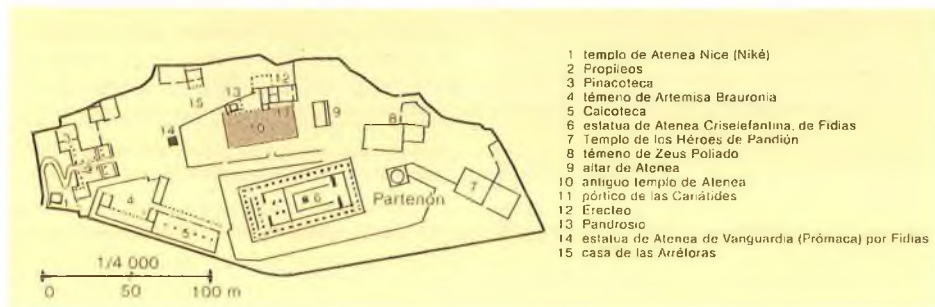 1 templo de Atenea Nice (Niké)
2 Propileos
3 Pinacoteca
4 témeno de Artemisa Brauronia
5 Calcoteca
6 estatua de Atenea Criselefantina, de Fidias
7 Templo de los Héroes de Pandión
8 témeno de Zeus Poliado
9 altar de Atenea
10 antiguo templo de Atenea
11 pórtico de las Cariátides
12 Erecteo
13 Pandrosio
14 estatua de Atenea de Vanguardia (Prómaca) por Fidias
15 casa de las Arréforas
12
15
13
11
9
10
14
8
3
2
1
4
5
6
Partenón
7
1/4 000
0 50 100 m